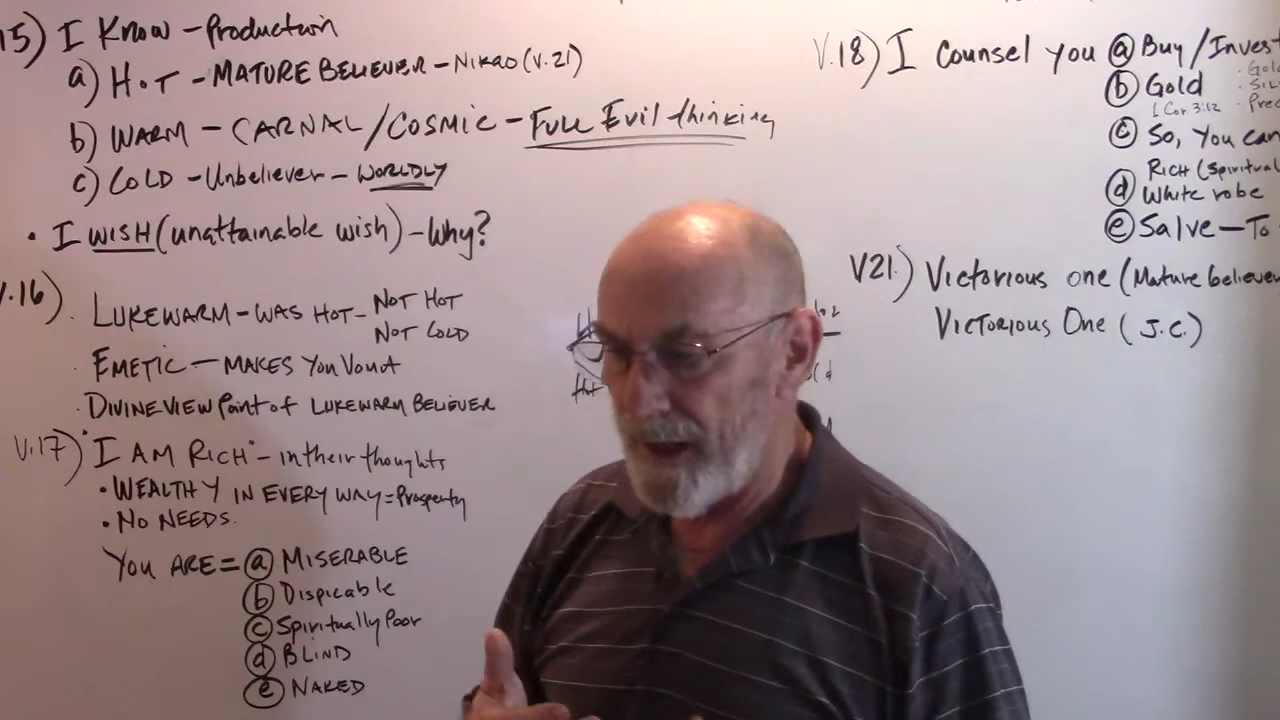 15) I Know - Production
a) HOT - MATURE BELIEVER - Nikao (V.21)
b) WARM - CARNAL/COSMIC - FULL Evil thinking
c) COLD - Unbeliever - WORLDLY
• I WISH (unattainable wish) - Why?
V.16)
• LUKEWARM - WAS HOT - NOT HOT
NOT COLD
• EMETIC - MAKES YOU VOMIT
• DIVINE VIEW POINT OF LUKEWARM BELIEVER
V.17) "I AM RICH" - in their thoughts
• WEALTHY IN EVERY WAY = Prosperity
• NO NEEDS.
YOU ARE = a MISERABLE
b Dispicable
c Spiritually Poor
d BLIND
e NAKED
V.18) I Counsel you a Buy/Invest
b Gold
1 Cor 3:12
c So, You can
RICH (Spiritual
d White robe
e Salve - To
V21.) Victorious one (Mature believer
Victorious One (J.C.)